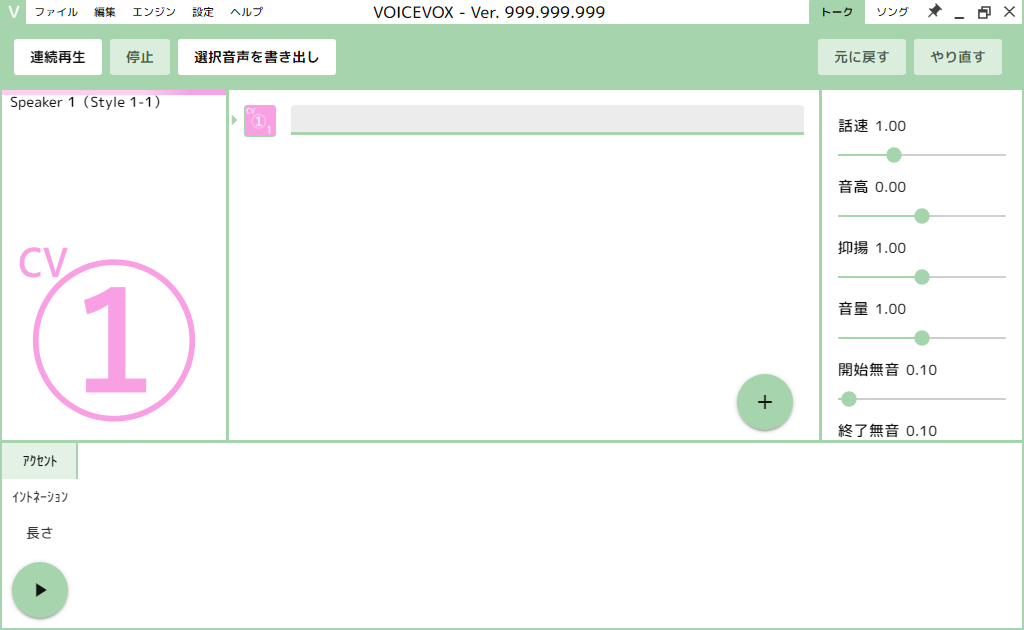 V ファイル 編集 エンジン 設定 ヘルプ VOICEVOX - Ver. 999.999.999 トーク ソング
連続再生 停止 選択音声を書き出し 元に戻す やり直す
Speaker 1（Style 1-1）
CV
①
CV
①
1
話速 1.00
音高 0.00
抑揚 1.00
音量 1.00
開始無音 0.10
終了無音 0.10
+
ｱｸｾﾝﾄ
ｲﾝﾄﾈｰｼｮﾝ
長さ